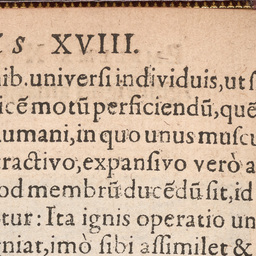 s XVIII.
nib. universi individuis, ut s
icē motū perficiendū, quē
umani, in quo unus muscu
ractivo, expansivo verò a
od membrū ducēdū sit, id
tur: Ita ignis operatio un
niat, imò sibi assimilet &